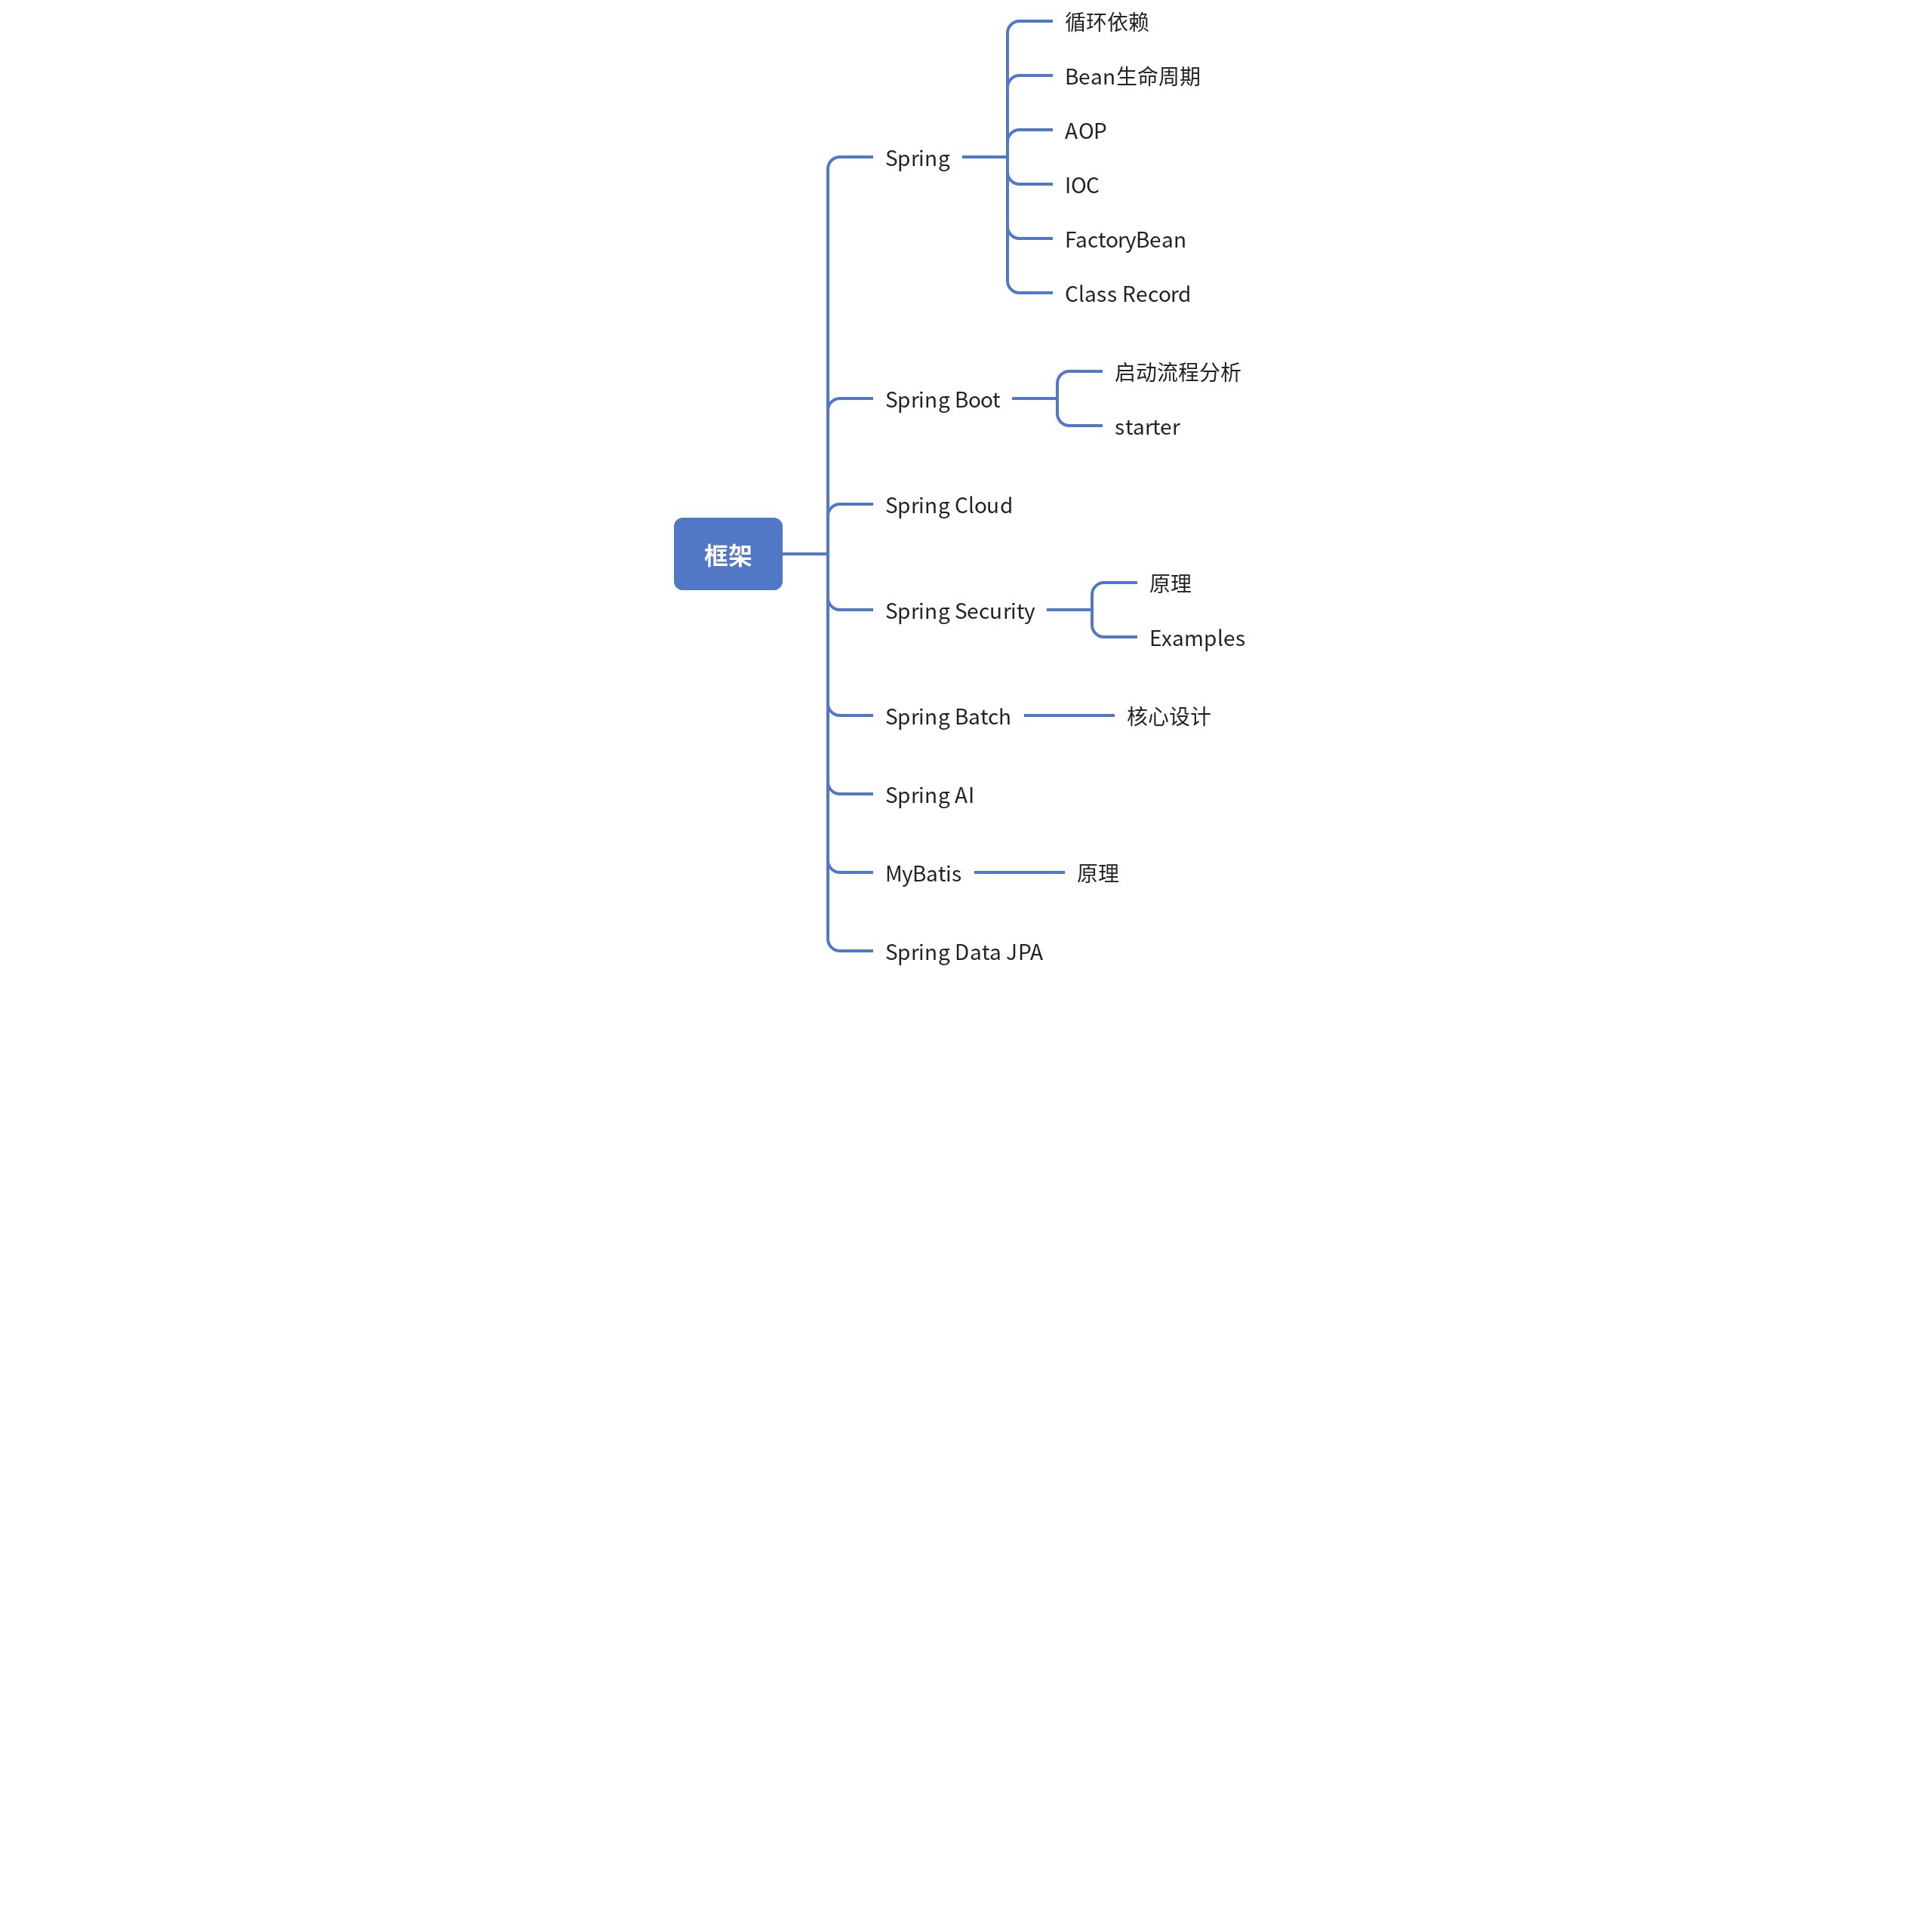 框架
Spring
循环依赖
Bean生命周期
AOP
IOC
FactoryBean
Class Record
Spring Boot
启动流程分析
starter
Spring Cloud
Spring Security
原理
Examples
Spring Batch
核心设计
Spring AI
MyBatis
原理
Spring Data JPA